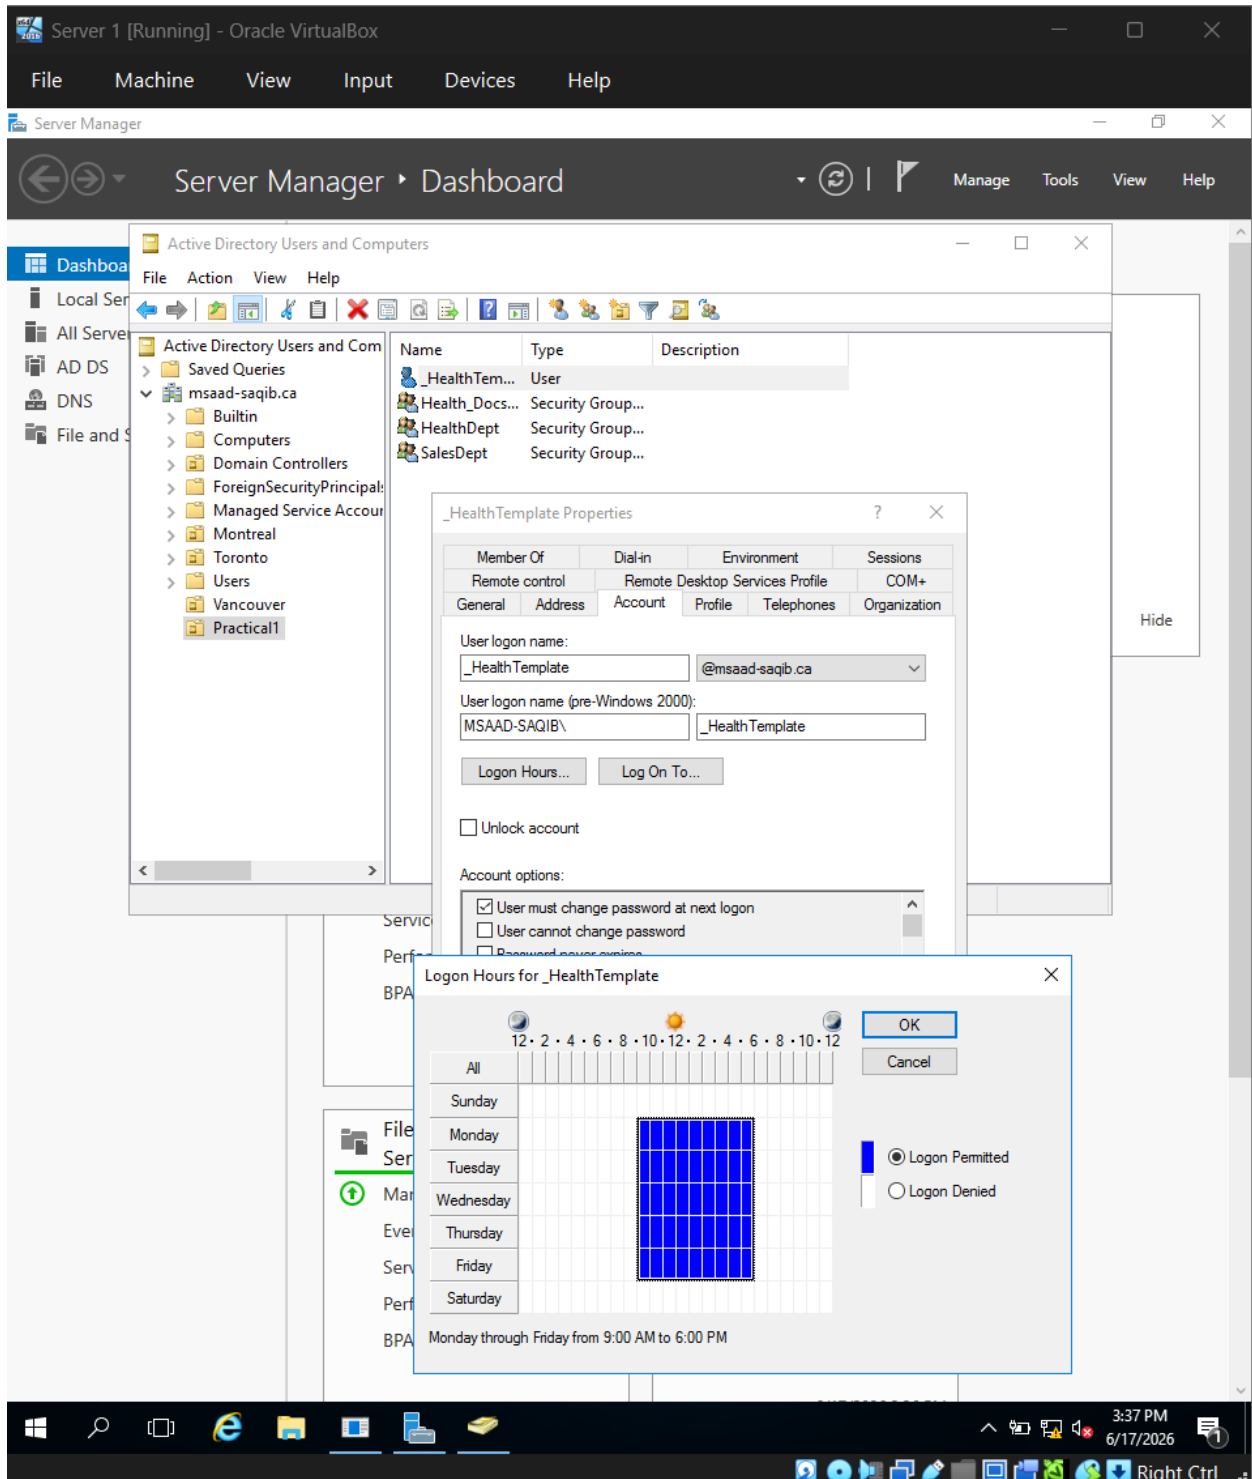 Server 1 [Running] - Oracle VirtualBox
File Machine View Input Devices Help
Server Manager
Server Manager • Dashboard
Manage Tools View Help
Dashboa
Local Ser
All Server
AD DS
DNS
File and S
Active Directory Users and Computers
File Action View Help
Active Directory Users and Com
Saved Queries
msaad-saqib.ca
Builtin
Computers
Domain Controllers
ForeignSecurityPrincipals
Managed Service Accour
Montreal
Toronto
Users
Vancouver
Practical1
Name Type Description
_HealthTem... User
Health_Docs... Security Group...
HealthDept Security Group...
SalesDept Security Group...
Hide
_HealthTemplate Properties
Member Of Dial-in Environment Sessions
Remote control Remote Desktop Services Profile COM+
General Address Account Profile Telephones Organization
User logon name:
_HealthTemplate @msaad-saqib.ca
User logon name (pre-Windows 2000):
MSAAD-SAQIB\ _HealthTemplate
Logon Hours... Log On To...
Unlock account
Account options:
User must change password at next logon
User cannot change password
Password never expires
Servic
Perfo
BPA
Logon Hours for _HealthTemplate
12 • 2 • 4 • 6 • 8 • 10 • 12 • 2 • 4 • 6 • 8 • 10 • 12
All
Sunday
Monday
Tuesday
Wednesday
Thursday
Friday
Saturday
OK
Cancel
Logon Permitted
Logon Denied
Monday through Friday from 9:00 AM to 6:00 PM
File
Ser
Mar
Ever
Serv
Perf
BPA
3:37 PM
6/17/2026
1
Right Ctrl